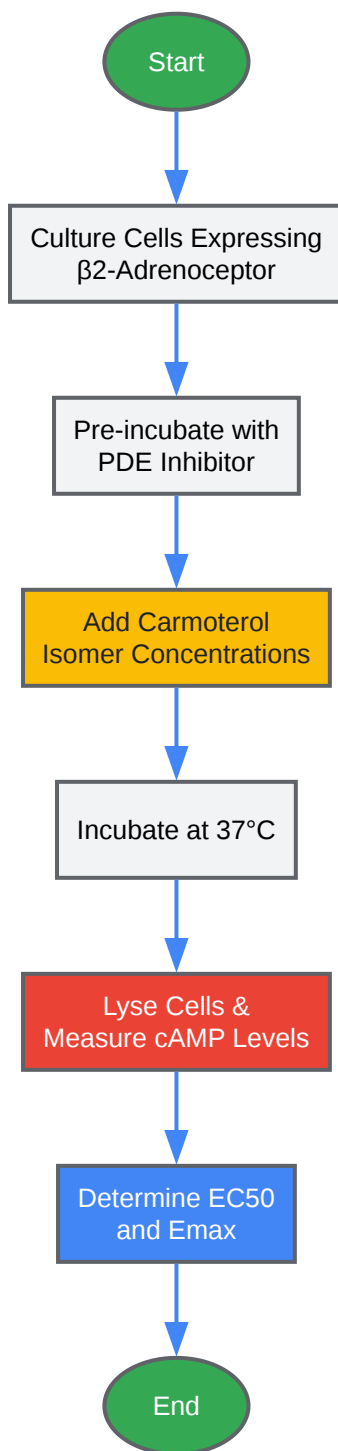 Start
Culture Cells Expressing
β2-Adrenoceptor
Pre-incubate with
PDE Inhibitor
Add Carmoterol
Isomer Concentrations
Incubate at 37°C
Lyse Cells &
Measure cAMP Levels
Determine EC50
and Emax
End